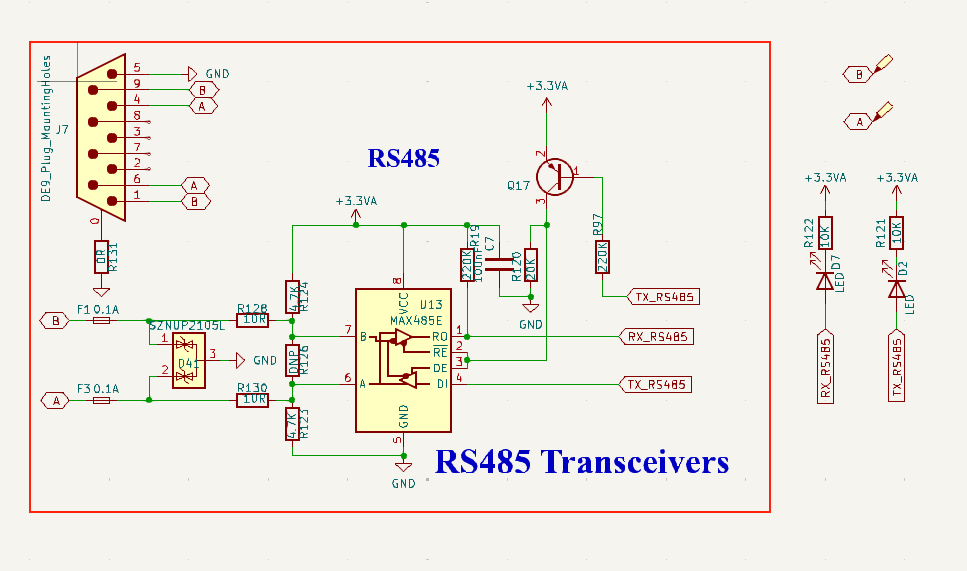 DE9_Plug_MountingHoles
J7
5
GND
9
B
4
A
8
3
7
2
6
A
1
B
0
0R
R131
RS485
+3.3VA
+3.3VA
2
Q17
1
3
R97
220K
TX_RS485
R19
220K
C7
100nF
R120
20K
GND
4.7K
R124
8
VCC
U13
MAX485E
B
F1 0.1A
R128
10R
SZNUP2105L
1
3
GND
D41
2
DNP
R126
7
B
RO
1
RX_RS485
RE
2
DE
3
6
A
DI
4
TX_RS485
A
F3 0.1A
R130
10R
4.7K
R123
GND
5
GND
RS485 Transceivers
B
A
+3.3VA
+3.3VA
R122
10K
R121
10K
D7
LED
D2
LED
RX_RS485
TX_RS485